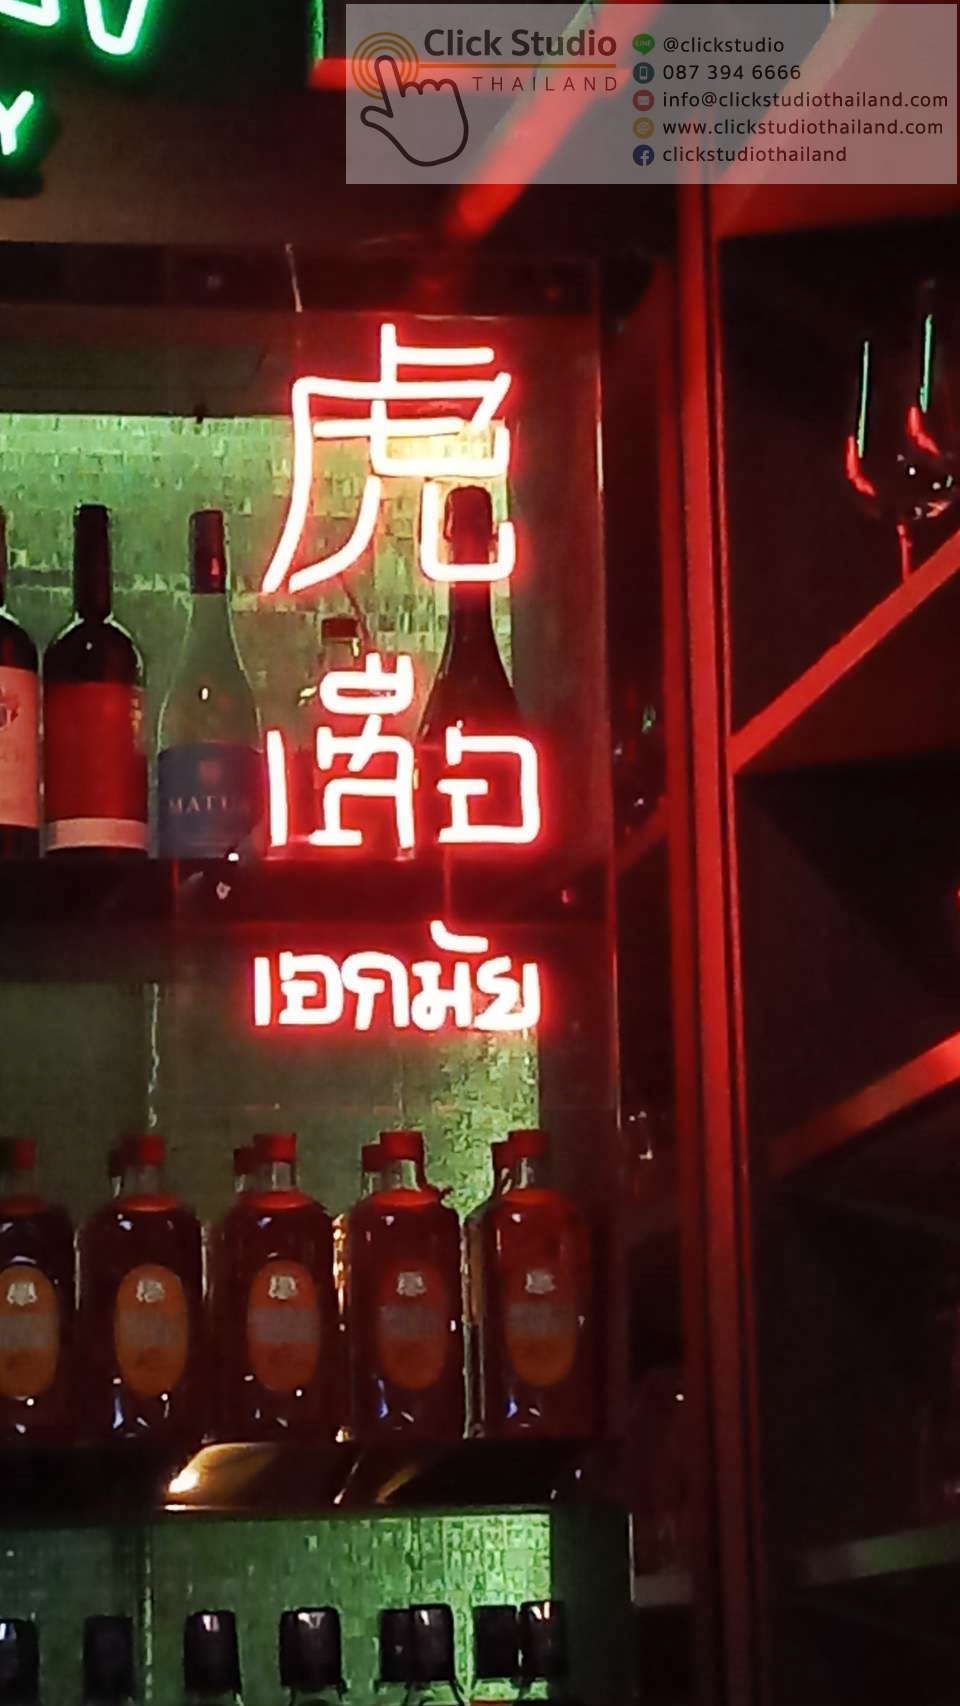 Click Studio
THAILAND
@clickstudio
087 394 6666
info@clickstudiothailand.com
www.clickstudiothailand.com
clickstudiothailand
Y
虎
เสือ
เอกมัย